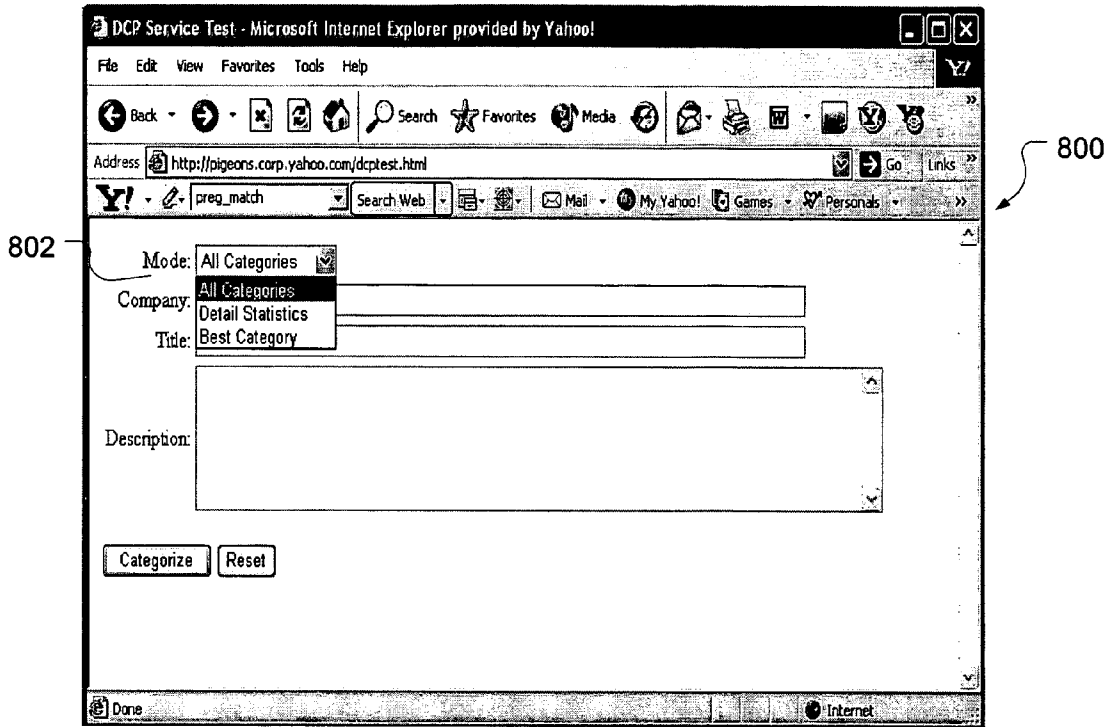 DCP Service Test - Microsoft Internet Explorer provided by Yahoo!
File Edit View Favorites Tools Help
Y!
Back Search Favorites Media W »
Address http://pigeons.corp.yahoo.com/dcptest.html Go Links »
Y! preg_match Search Web Mail My Yahoo! Games Personals »
800
802
Mode: All Categories
All Categories
Detail Statistics
Best Category
Company:
Title:
Description:
Categorize Reset
Done Internet